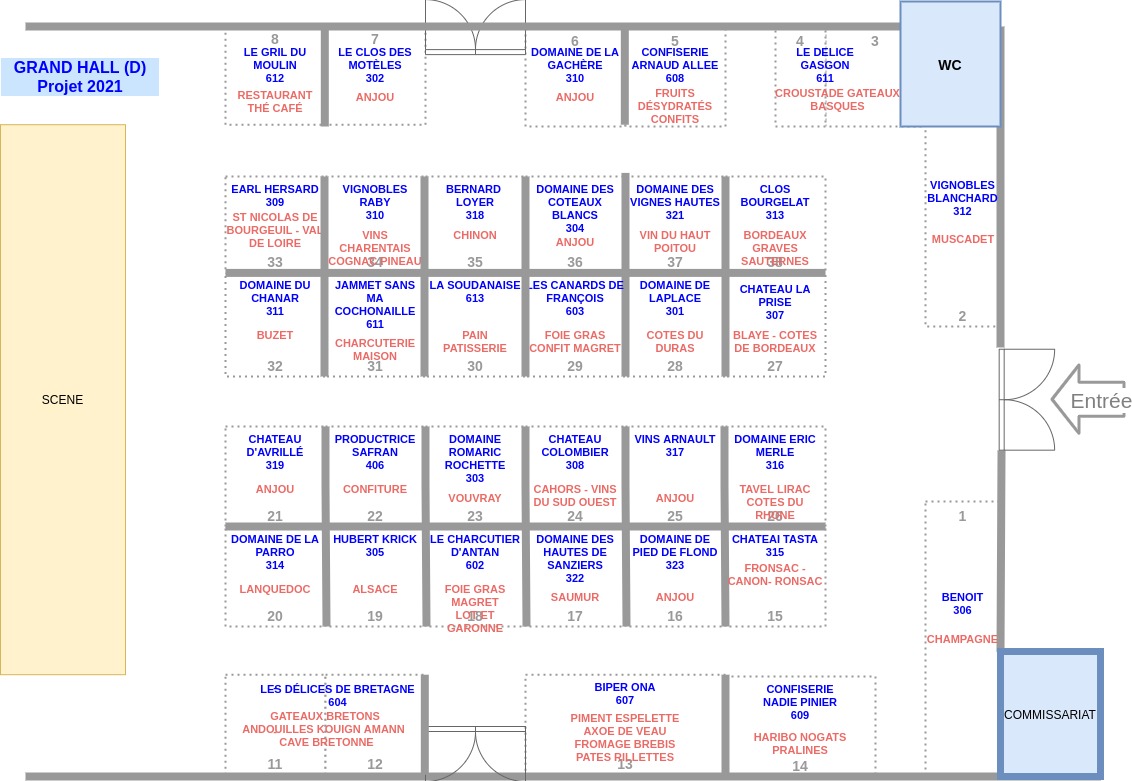 8
LE GRIL DU
MOULIN
612
RESTAURANT
THÉ CAFÉ
7
LE CLOS DES
MOTÈLES
302
ANJOU
6
DOMAINE DE LA
GACHÈRE
310
ANJOU
5
CONFISERIE
ARNAUD ALLEE
608
FRUITS
DÉSYDRATÉS
CONFITS
4
3
LE DÉLICE
GASGON
611
CROUSTADE GATEAUX
BASQUES
WC
GRAND HALL (D)
Projet 2021
SCENE
EARL HERSARD
309
ST NICOLAS DE
BOURGEUIL - VAL
DE LOIRE
33
VIGNOBLES
RABY
310
VINS
CHARENTAIS
COGNAC PINEAU
34
BERNARD
LOYER
318
CHINON
35
DOMAINE DES
COTEAUX
BLANCS
304
ANJOU
36
DOMAINE DES
VIGNES HAUTES
321
VIN DU HAUT
POITOU
37
CLOS
BOURGELAT
313
BORDEAUX
GRAVES
SAUTERNES
38
VIGNOBLES
BLANCHARD
312
MUSCADET
2
DOMAINE DU
CHANAR
311
BUZET
32
JAMMET SANS
MA
COCHONAILLE
611
CHARCUTERIE
MAISON
31
LA SOUDANAISE
613
PAIN
PATISSERIE
30
LES CANARDS DE
FRANÇOIS
603
FOIE GRAS
CONFIT MAGRET
29
DOMAINE DE
LAPLACE
301
COTES DU
DURAS
28
CHATEAU LA
PRISE
307
BLAYE - COTES
DE BORDEAUX
27
Entrée
CHATEAU
D'AVRILLÉ
319
ANJOU
21
PRODUCTRICE
SAFRAN
406
CONFITURE
22
DOMAINE
ROMARIC
ROCHETTE
303
VOUVRAY
23
CHATEAU
COLOMBIER
308
CAHORS - VINS
DU SUD OUEST
24
VINS ARNAULT
317
ANJOU
25
DOMAINE ERIC
MERLE
316
TAVEL LIRAC
COTES DU
RHONE
26
1
BENOIT
306
CHAMPAGNE
DOMAINE DE LA
PARRO
314
LANQUEDOC
20
HUBERT KRICK
305
ALSACE
19
LE CHARCUTIER
D'ANTAN
602
FOIE GRAS
MAGRET
LOT ET
GARONNE
18
DOMAINE DES
HAUTES DE
SANZIERS
322
SAUMUR
17
DOMAINE DE
PIED DE FLOND
323
ANJOU
16
CHATEAI TASTA
315
FRONSAC -
CANON- RONSAC
15
LES DÉLICES DE BRETAGNE
604
GATEAUX BRETONS
ANDOUILLES KOUIGN AMANN
CAVE BRETONNE
11
12
BIPER ONA
607
PIMENT ESPELETTE
AXOE DE VEAU
FROMAGE BREBIS
PATES RILLETTES
13
CONFISERIE
NADIE PINIER
609
HARIBO NOGATS
PRALINES
14
COMMISSARIAT